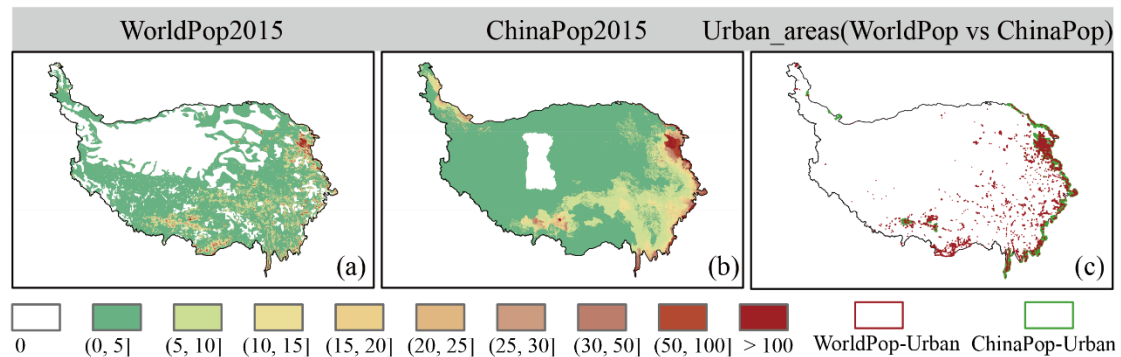 WorldPop2015 ChinaPop2015 Urban_areas(WorldPop vs ChinaPop)
(a) (b) (c)
0 (0, 5] (5, 10] (10, 15] (15, 20] (20, 25] (25, 30] (30, 50] (50, 100] > 100 WorldPop-Urban ChinaPop-Urban